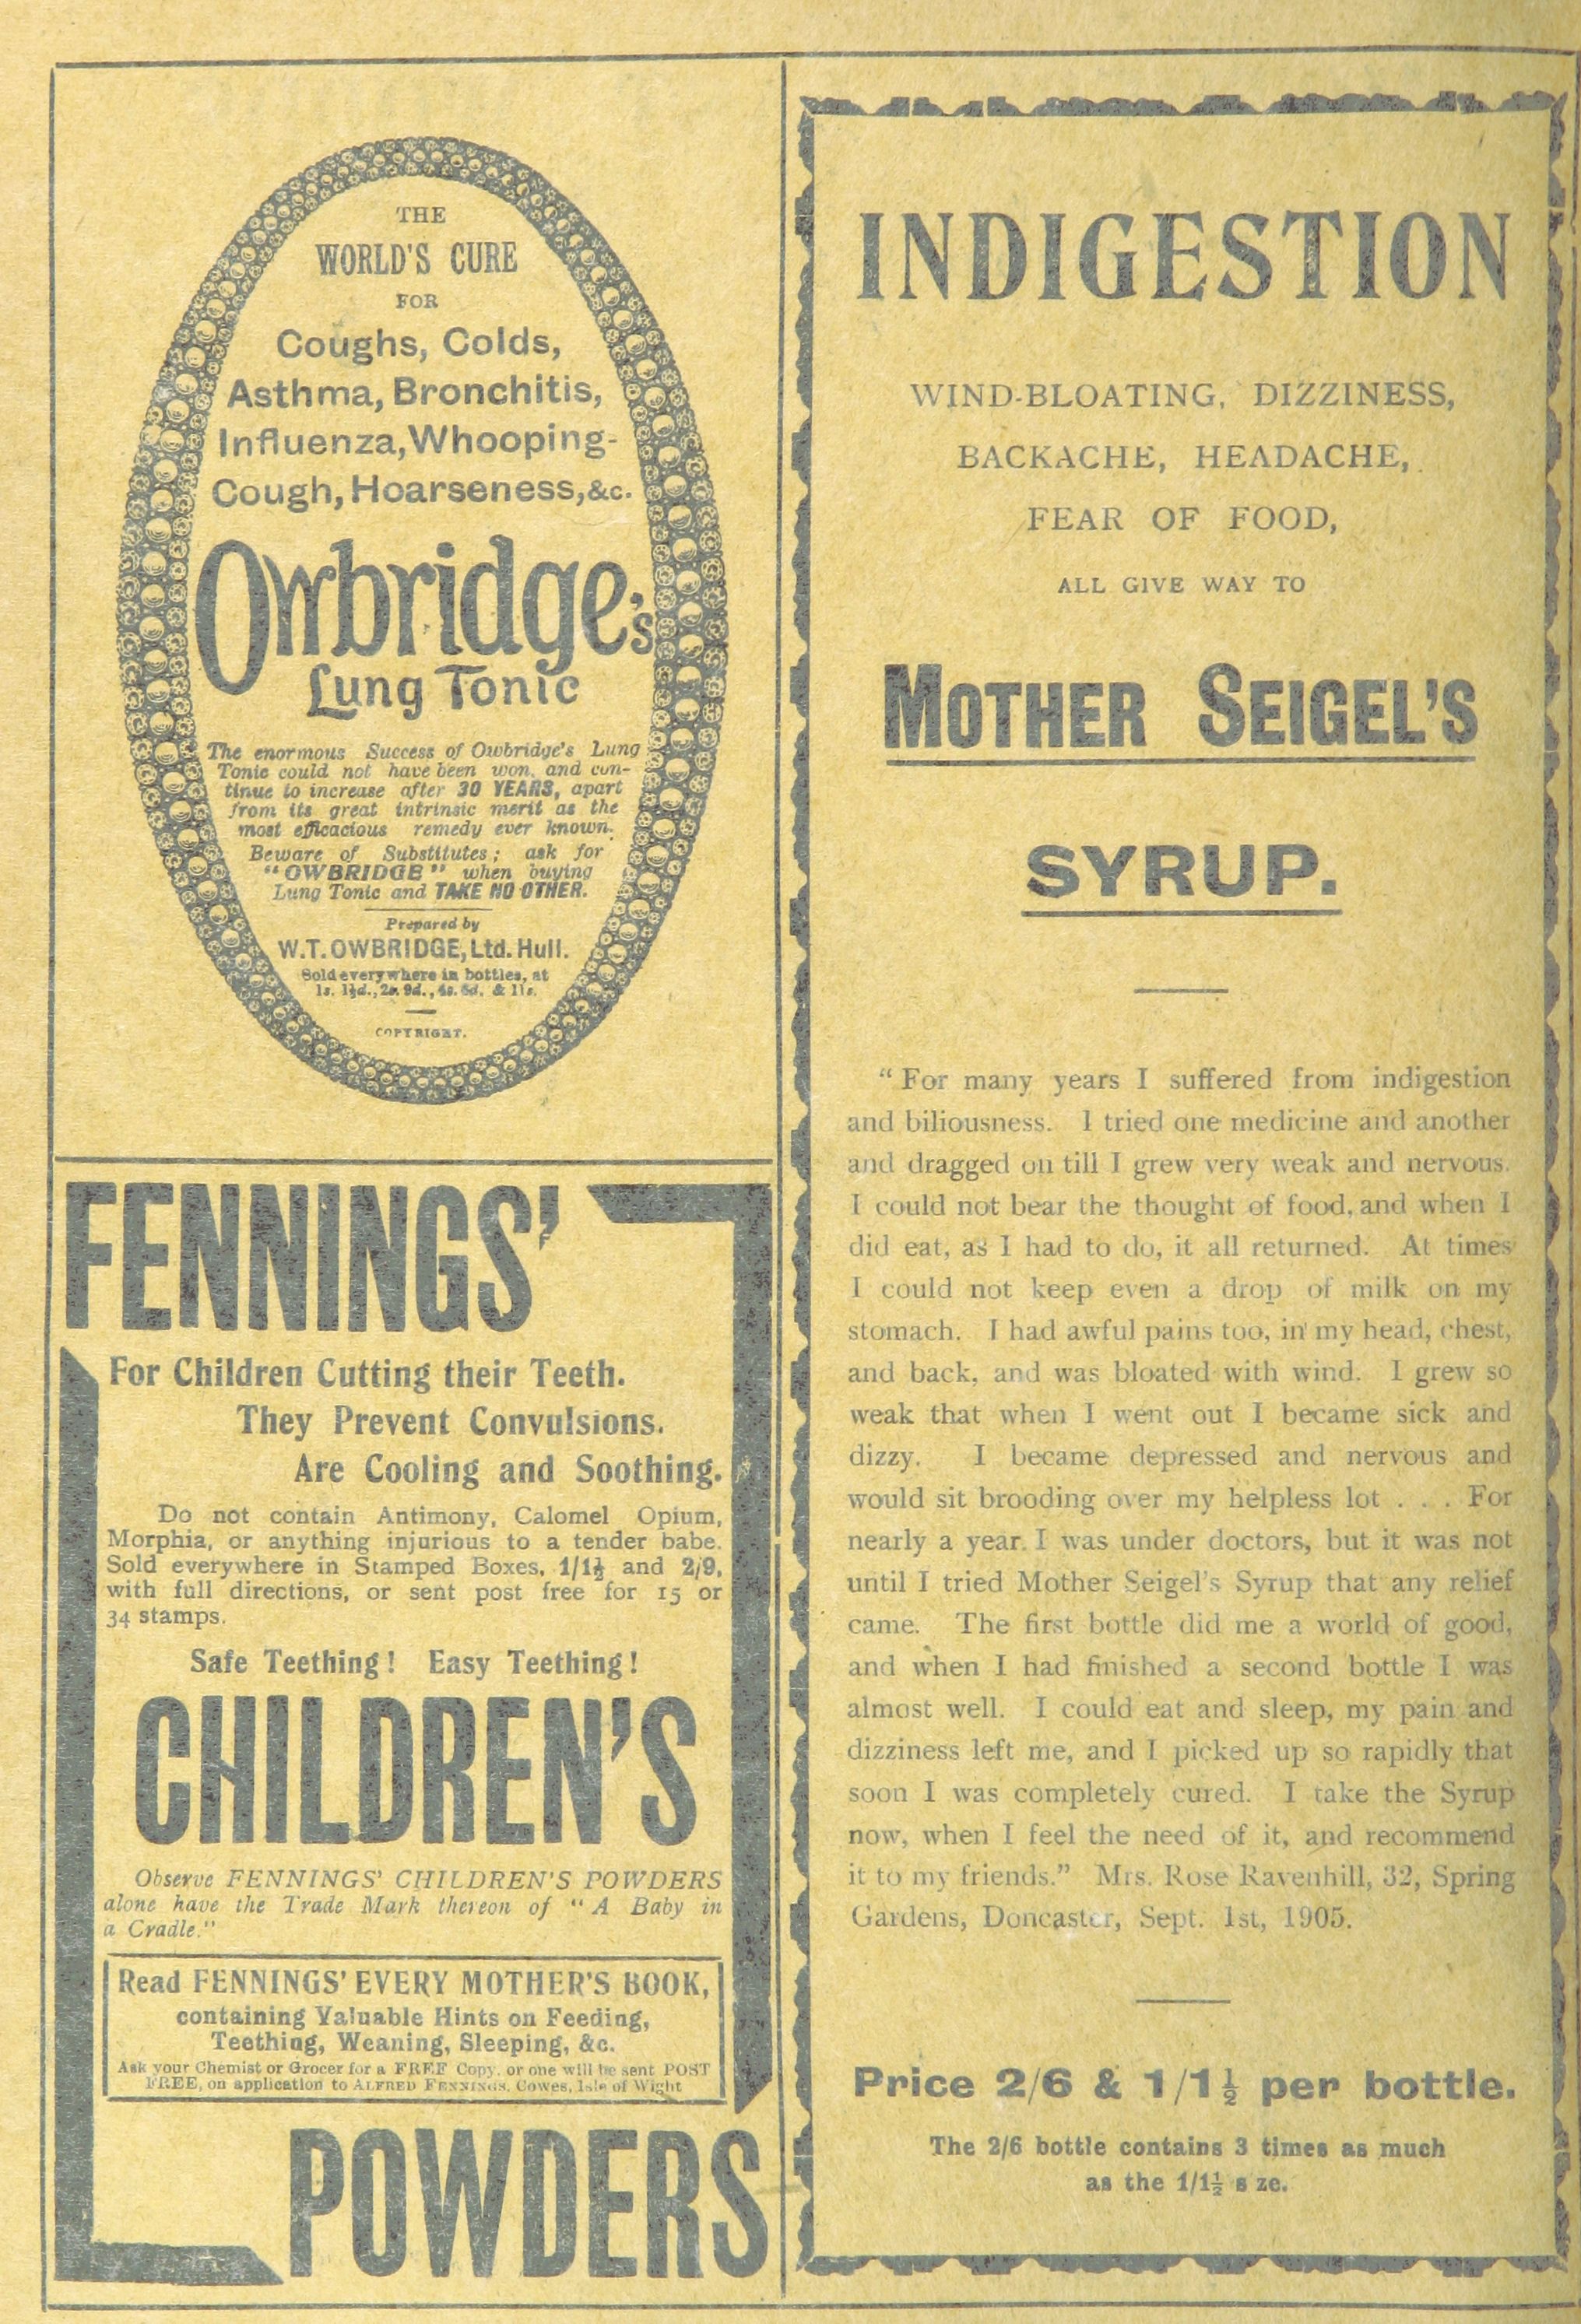 THE
WORLD'S CURE
FOR
Coughs, Colds,
Asthma, Bronchitis,
Influenza, Whooping-
Cough, Hoarseness, &c.
Owbridge's
Lung Tonic
The enormous Success of Owbridge's Lung
Tonic could not have been won, and con-
tinue to increase after 30 YEARS, apart
from its great intrinsic merit as the
most efficacious remedy ever known.
Beware of Substitutes; ask for
"OWBRIDGE" when buying
Lung Tonic and TAKE NO OTHER.
Prepared by
W.T. OWBRIDGE, Ltd. Hull.
Sold everywhere in bottles, at
1s. 1½d., 2s. 9d., 4s. 6d. & 11s.
COPYRIGHT.
FENNINGS'
For Children Cutting their Teeth.
They Prevent Convulsions.
Are Cooling and Soothing.
Do not contain Antimony, Calomel Opium,
Morphia, or anything injurious to a tender babe.
Sold everywhere in Stamped Boxes, 1/1½ and 2/9,
with full directions, or sent post free for 15 or
34 stamps.
Safe Teething! Easy Teething!
CHILDREN'S
Observe FENNINGS' CHILDREN'S POWDERS
alone have the Trade Mark thereon of "A Baby in
a Cradle."
Read FENNINGS' EVERY MOTHER'S BOOK,
containing Valuable Hints on Feeding,
Teething, Weaning, Sleeping, &c.
Ask your Chemist or Grocer for a FREE Copy, or one will be sent POST
FREE, on application to ALFRED FENNINGS, Cowes, Isle of Wight
POWDERS
INDIGESTION
WIND-BLOATING, DIZZINESS,
BACKACHE, HEADACHE,
FEAR OF FOOD,
ALL GIVE WAY TO
MOTHER SEIGEL'S
SYRUP.
"For many years I suffered from indigestion
and biliousness. I tried one medicine and another
and dragged on till I grew very weak and nervous.
I could not bear the thought of food, and when I
did eat, as I had to do, it all returned. At times
I could not keep even a drop of milk on my
stomach. I had awful pains too, in my head, chest,
and back, and was bloated with wind. I grew so
weak that when I went out I became sick and
dizzy. I became depressed and nervous and
would sit brooding over my helpless lot . . . For
nearly a year I was under doctors, but it was not
until I tried Mother Seigel's Syrup that any relief
came. The first bottle did me a world of good,
and when I had finished a second bottle I was
almost well. I could eat and sleep, my pain and
dizziness left me, and I picked up so rapidly that
soon I was completely cured. I take the Syrup
now, when I feel the need of it, and recommend
it to my friends." Mrs. Rose Ravenhill, 32, Spring
Gardens, Doncaster, Sept. 1st, 1905.
Price 2/6 & 1/1½ per bottle.
The 2/6 bottle contains 3 times as much
as the 1/1½ s ze.